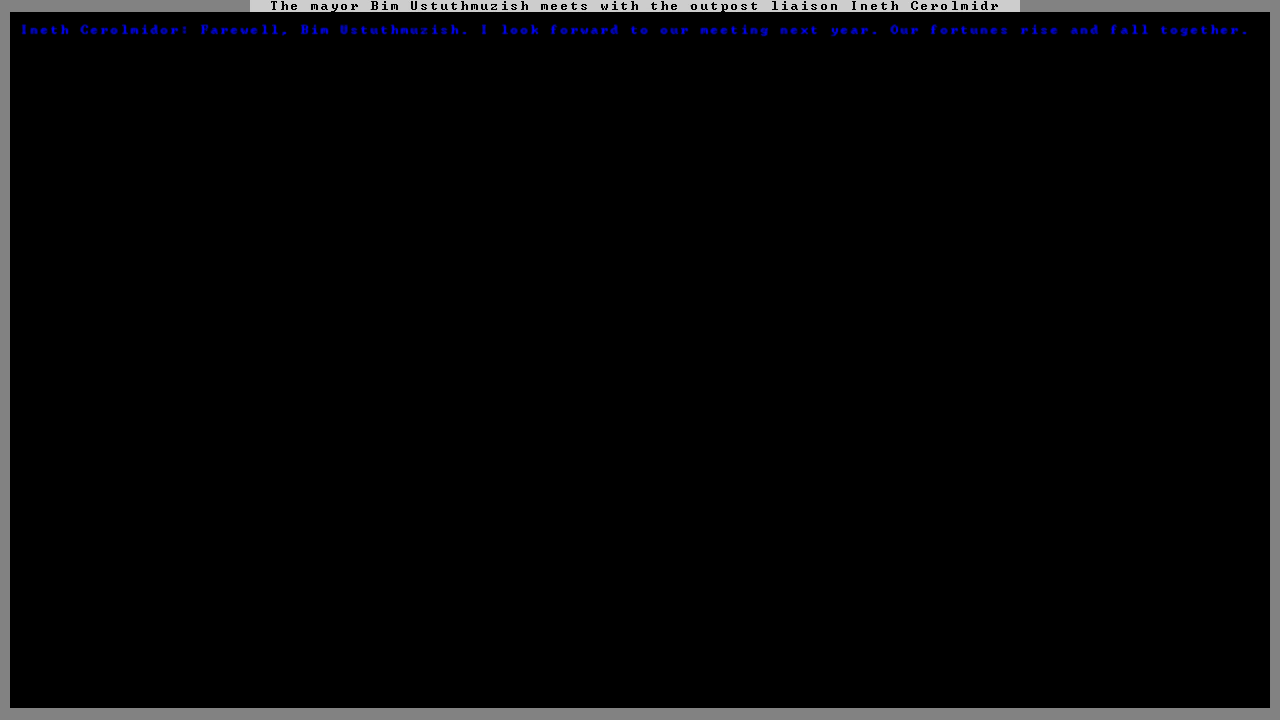 The mayor Bim Ustuthmuzish meets with the outpost liaison Ineth Cerolmidr
Ineth Cerolmidor: Farewell, Bim Ustuthmuzish. I look forward to our meeting next year. Our fortunes rise and fall together.